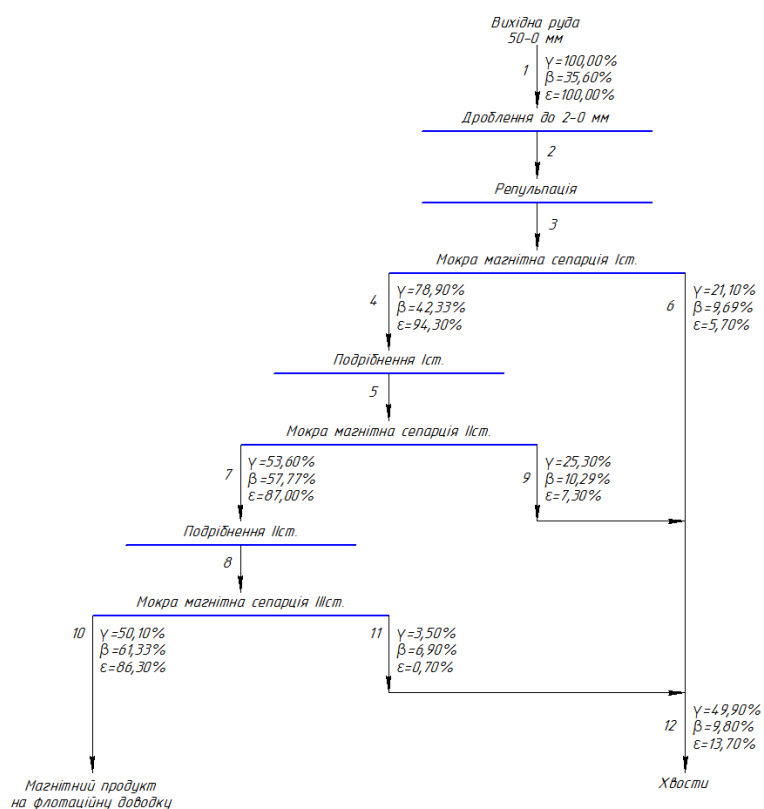 Вихідна руда
50-0 мм
1
γ=100,00%
β=35,60%
ε=100,00%
Дроблення до 2-0 мм
2
Репульпація
3
Мокра магнітна сепарція Іст.
4
γ=78,90%
β=42,33%
ε=94,30%
6
γ=21,10%
β=9,69%
ε=5,70%
Подрібнення Іст.
5
Мокра магнітна сепарція ІІст.
7
γ=53,60%
β=57,77%
ε=87,00%
9
γ=25,30%
β=10,29%
ε=7,30%
Подрібнення ІІст.
8
Мокра магнітна сепарція ІІІст.
10
γ=50,10%
β=61,33%
ε=86,30%
11
γ=3,50%
β=6,90%
ε=0,70%
12
γ=49,90%
β=9,80%
ε=13,70%
Магнітний продукт
на флотаційну доводку
Хвости